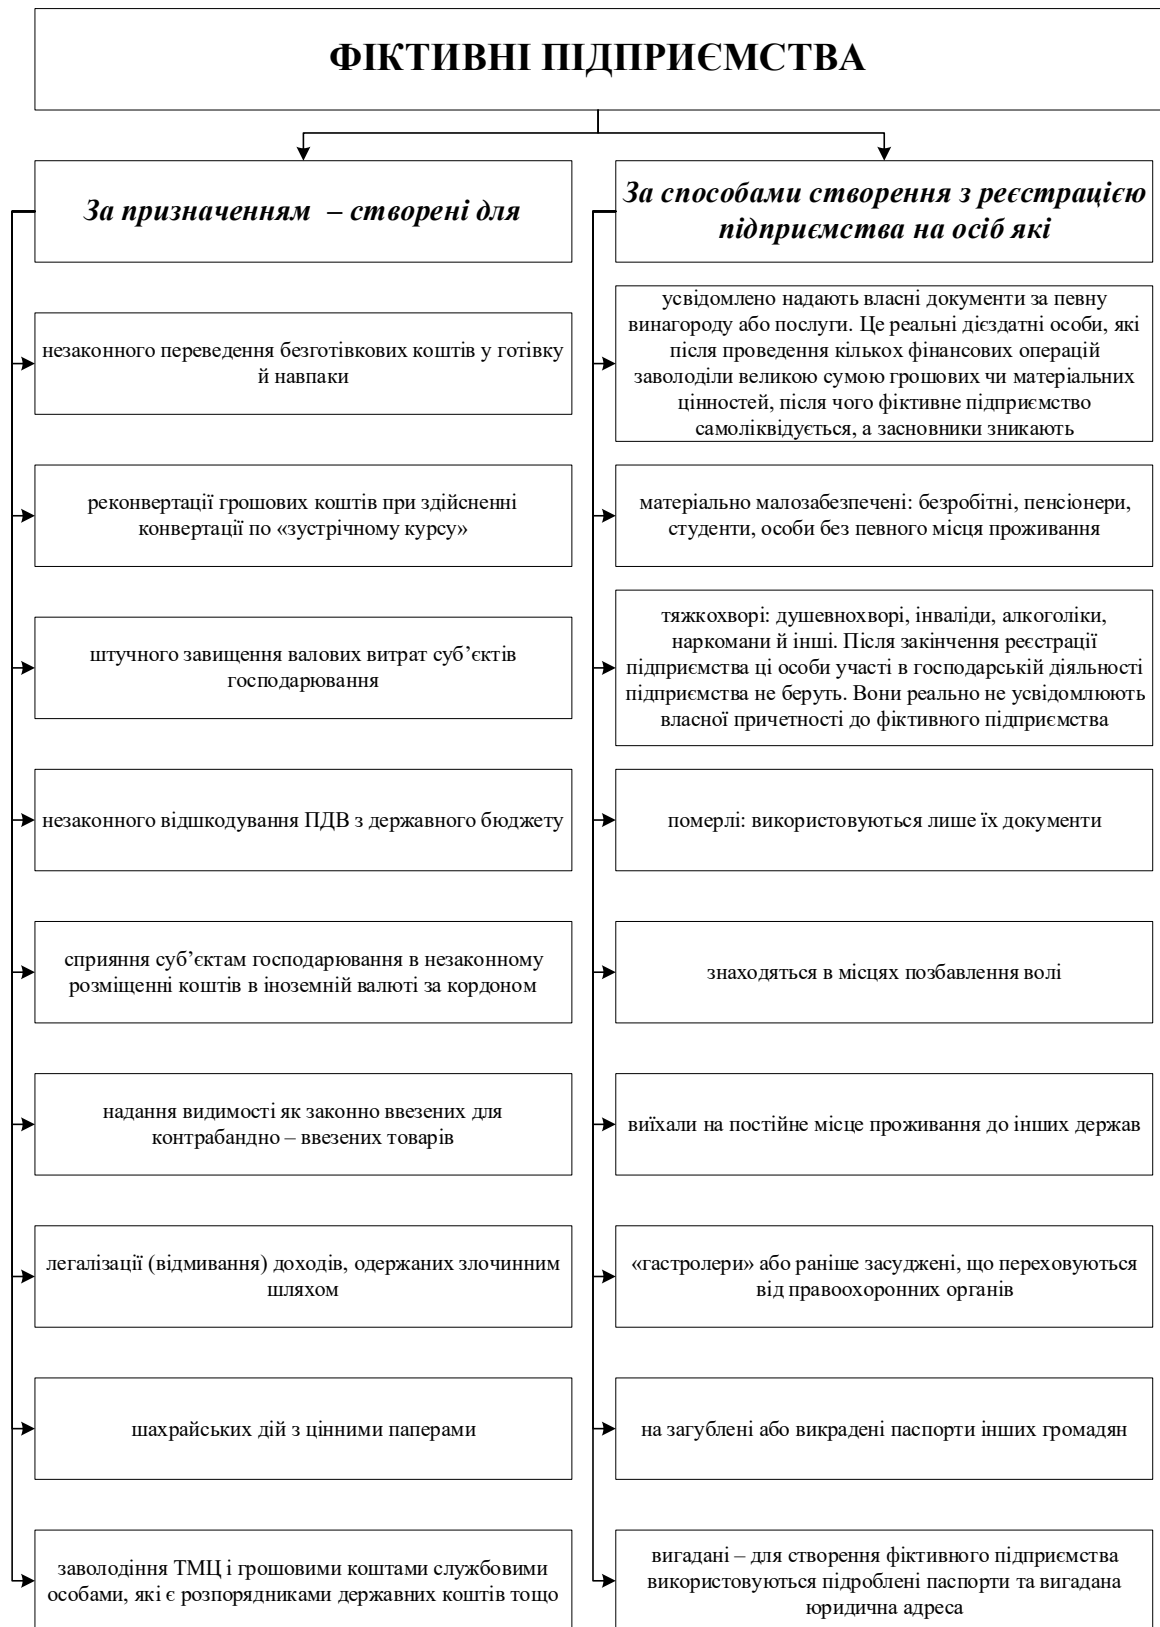 ФІКТИВНІ ПІДПРИЄМСТВА
За призначенням – створені для
незаконного переведення безготівкових коштів у готівку
й навпаки
реконвертації грошових коштів при здійсненні
конвертації по «зустрічному курсу»
штучного завищення валових витрат суб’єктів
господарювання
незаконного відшкодування ПДВ з державного бюджету
сприяння суб’єктам господарювання в незаконному
розміщенні коштів в іноземній валюті за кордоном
надання видимості як законно ввезених для
контрабандно – ввезених товарів
легалізації (відмивання) доходів, одержаних злочинним
шляхом
шахрайських дій з цінними паперами
заволодіння ТМЦ і грошовими коштами службовими
особами, які є розпорядниками державних коштів тощо
За способами створення з реєстрацією
підприємства на осіб які
усвідомлено надають власні документи за певну
винагороду або послуги. Це реальні дієздатні особи, які
після проведення кількох фінансових операцій
заволоділи великою сумою грошових чи матеріальних
цінностей, після чого фіктивне підприємство
самоліквідується, а засновники зникають
матеріально малозабезпечені: безробітні, пенсіонери,
студенти, особи без певного місця проживання
тяжкохворі: душевнохворі, інваліди, алкоголіки,
наркомани й інші. Після закінчення реєстрації
підприємства ці особи участі в господарській діяльності
підприємства не беруть. Вони реально не усвідомлюють
власної причетності до фіктивного підприємства
померлі: використовуються лише їх документи
знаходяться в місцях позбавлення волі
виїхали на постійне місце проживання до інших держав
«гастролери» або раніше засуджені, що переховуються
від правоохоронних органів
на загублені або викрадені паспорти інших громадян
вигадані – для створення фіктивного підприємства
використовуються підроблені паспорти та вигадана
юридична адреса